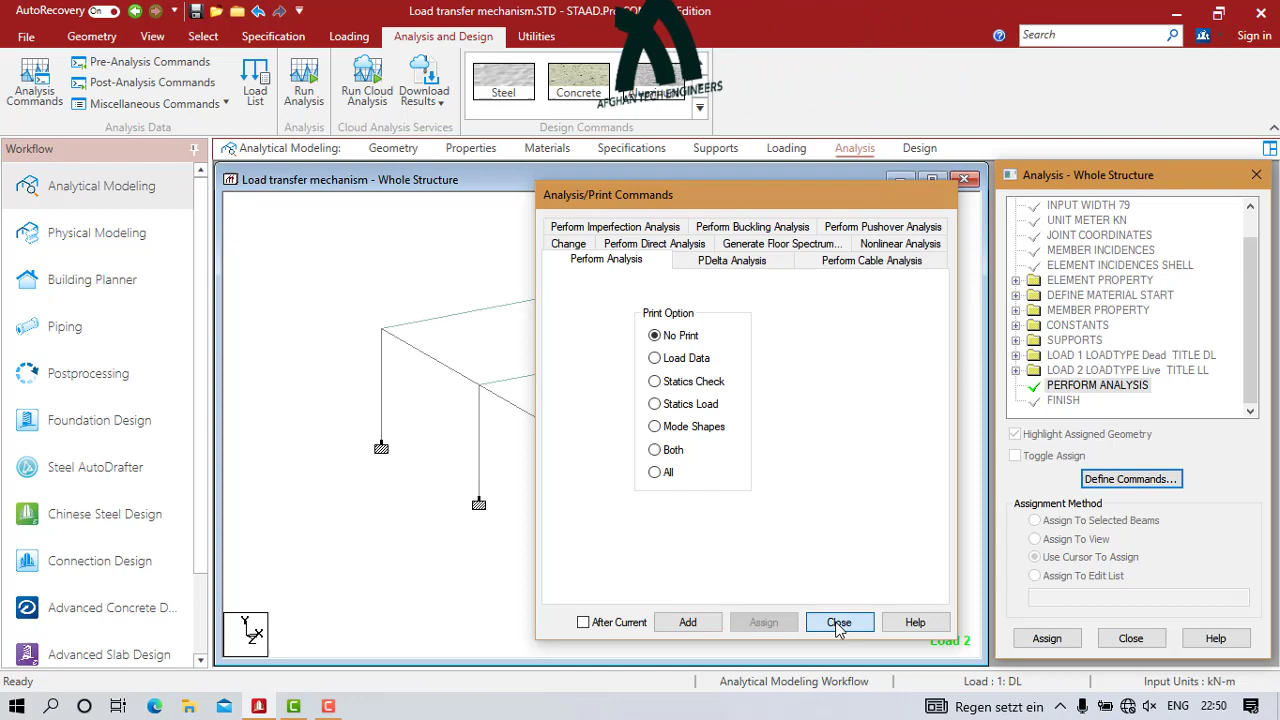 AutoRecovery On
Load transfer mechanism.STD - STAAD.Pro CO Edition
File
Geometry
View
Select
Specification
Loading
Analysis and Design
Utilities
Search
Sign in
Analysis Commands
Pre-Analysis Commands
Post-Analysis Commands
Miscellaneous Commands
Load List
Run Analysis
Run Cloud Analysis
Download Results
Steel
Concrete
AFGHAN TECH ENGINEERS
Analysis Data
Analysis
Cloud Analysis Services
Design Commands
Workflow
Analytical Modeling:
Geometry
Properties
Materials
Specifications
Supports
Loading
Analysis
Design
Analytical Modeling
Physical Modeling
Building Planner
Piping
Postprocessing
Foundation Design
Steel AutoDrafter
Chinese Steel Design
Connection Design
Advanced Concrete D...
Advanced Slab Design
Load transfer mechanism - Whole Structure
Y
Z
X
Load 2
Analysis/Print Commands
Perform Imperfection Analysis
Perform Buckling Analysis
Perform Pushover Analysis
Change
Perform Direct Analysis
Generate Floor Spectrum...
Nonlinear Analysis
Perform Analysis
PDelta Analysis
Perform Cable Analysis
Print Option
No Print
Load Data
Statics Check
Statics Load
Mode Shapes
Both
All
After Current
Add
Assign
Close
Help
Analysis - Whole Structure
INPUT WIDTH 79
UNIT METER KN
JOINT COORDINATES
MEMBER INCIDENCES
ELEMENT INCIDENCES SHELL
ELEMENT PROPERTY
DEFINE MATERIAL START
MEMBER PROPERTY
CONSTANTS
SUPPORTS
LOAD 1 LOADTYPE Dead TITLE DL
LOAD 2 LOADTYPE Live TITLE LL
PERFORM ANALYSIS
FINISH
Highlight Assigned Geometry
Toggle Assign
Define Commands...
Assignment Method
Assign To Selected Beams
Assign To View
Use Cursor To Assign
Assign To Edit List
Assign
Close
Help
Ready
Analytical Modeling Workflow
Load : 1: DL
Input Units : kN-m
Regen setzt ein
ENG
22:50